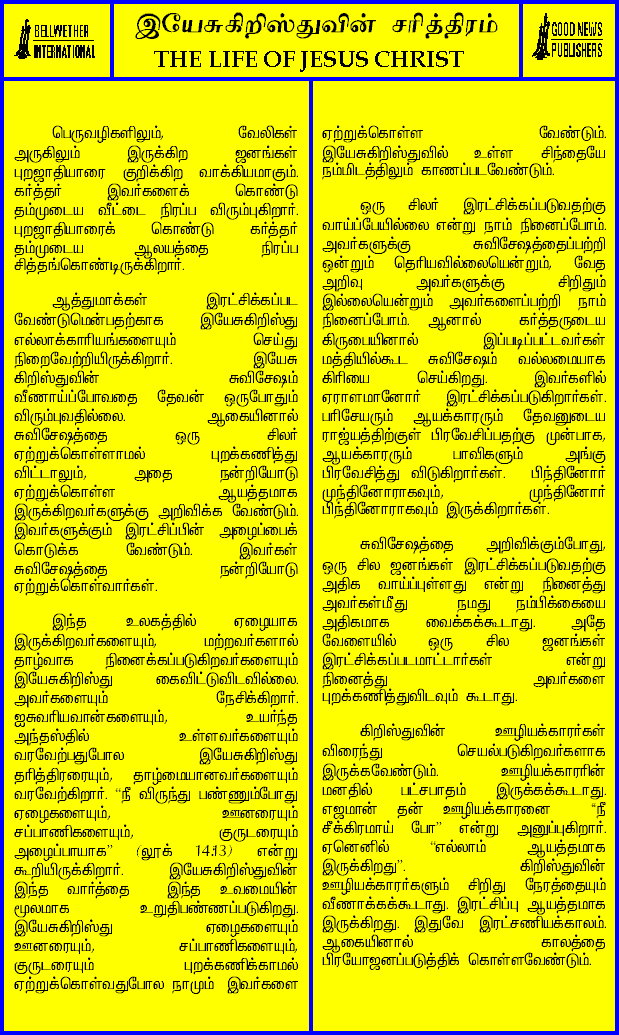 BELLWETHER
INTERNATIONAL
இயேசுகிறிஸ்துவின் சரித்திரம்
THE LIFE OF JESUS CHRIST
GOOD NEWS
PUBLISHERS
பெருவழிகளிலும், வேலிகள்
அருகிலும் இருக்கிற ஜனங்கள்
புறஜாதியாரை குறிக்கிற வாக்கியமாகும்.
கர்த்தர் இவர்களைக் கொண்டு
தம்முடைய வீட்டை நிரப்ப விரும்புகிறார்.
புறஜாதியாரைக் கொண்டு கர்த்தர்
தம்முடைய ஆலயத்தை நிரப்ப
சித்தங்கொண்டிருக்கிறார்.
ஆத்துமாக்கள் இரட்சிக்கப்பட
வேண்டுமென்பதற்காக இயேசுகிறிஸ்து
எல்லாக்காரியங்களையும் செய்து
நிறைவேற்றியிருக்கிறார். இயேசு
கிறிஸ்துவின் சுவிசேஷம்
வீணாய்ப்போவதை தேவன் ஒருபோதும்
விரும்புவதில்லை. ஆகையினால்
சுவிசேஷத்தை ஒரு சிலர்
ஏற்றுக்கொள்ளாமல் புறக்கணித்து
விட்டாலும், அதை நன்றியோடு
ஏற்றுக்கொள்ள ஆயத்தமாக
இருக்கிறவர்களுக்கு அறிவிக்க வேண்டும்.
இவர்களுக்கும் இரட்சிப்பின் அழைப்பைக்
கொடுக்க வேண்டும். இவர்கள்
சுவிசேஷத்தை நன்றியோடு
ஏற்றுக்கொள்வார்கள்.
இந்த உலகத்தில் ஏழையாக
இருக்கிறவர்களையும், மற்றவர்களால்
தாழ்வாக நினைக்கப்படுகிறவர்களையும்
இயேசுகிறிஸ்து கைவிட்டுவிடவில்லை.
அவர்களையும் நேசிக்கிறார்.
ஐசுவரியவான்களையும், உயர்ந்த
அந்தஸ்தில் உள்ளவர்களையும்
வரவேற்பதுபோல இயேசுகிறிஸ்து
தரித்திரரையும், தாழ்மையானவர்களையும்
வரவேற்கிறார். “நீ விருந்து பண்ணும்போது
ஏழைகளையும், ஊனரையும்
சப்பாணிகளையும், குருடரையும்
அழைப்பாயாக” (லூக் 14:13) என்று
கூறியிருக்கிறார். இயேசுகிறிஸ்துவின்
இந்த வார்த்தை இந்த உவமையின்
மூலமாக உறுதிபண்ணப்படுகிறது.
இயேசுகிறிஸ்து ஏழைகளையும்
ஊனரையும், சப்பாணிகளையும்,
குருடரையும் புறக்கணிக்காமல்
ஏற்றுக்கொள்வதுபோல நாமும் இவர்களை
ஏற்றுக்கொள்ள வேண்டும்.
இயேசுகிறிஸ்துவில் உள்ள சிந்தையே
நம்மிடத்திலும் காணப்படவேண்டும்.
ஒரு சிலர் இரட்சிக்கப்படுவதற்கு
வாய்ப்பேயில்லை என்று நாம் நினைப்போம்.
அவர்களுக்கு சுவிசேஷத்தைப்பற்றி
ஒன்றும் தெரியவில்லையென்றும், வேத
அறிவு அவர்களுக்கு சிறிதும்
இல்லையென்றும் அவர்களைப்பற்றி நாம்
நினைப்போம். ஆனால் கர்த்தருடைய
கிருபையினால் இப்படிப்பட்டவர்கள்
மத்தியில்கூட சுவிசேஷம் வல்லமையாக
கிரியை செய்கிறது. இவர்களில்
ஏராளமானோர் இரட்சிக்கப்படுகிறார்கள்.
பரிசேயரும் ஆயக்காரரும் தேவனுடைய
ராஜ்யத்திற்குள் பிரவேசிப்பதற்கு முன்பாக,
ஆயக்காரரும் பாவிகளும் அங்கு
பிரவேசித்து விடுகிறார்கள். பிந்தினோர்
முந்தினோராகவும், முந்தினோர்
பிந்தினோராகவும் இருக்கிறார்கள்.
சுவிசேஷத்தை அறிவிக்கும்போது,
ஒரு சில ஜனங்கள் இரட்சிக்கப்படுவதற்கு
அதிக வாய்ப்புள்ளது என்று நினைத்து
அவர்கள்மீது நமது நம்பிக்கையை
அதிகமாக வைக்கக்கூடாது. அதே
வேளையில் ஒரு சில ஜனங்கள்
இரட்சிக்கப்படமாட்டார்கள் என்று
நினைத்து அவர்களை
புறக்கணித்துவிடவும் கூடாது.
கிறிஸ்துவின் ஊழியக்காரர்கள்
விரைந்து செயல்படுகிறவர்களாக
இருக்கவேண்டும். ஊழியக்காரரின்
மனதில் பட்சபாதம் இருக்கக்கூடாது.
எஜமான் தன் ஊழியக்காரனை “நீ
சீக்கிரமாய் போ” என்று அனுப்புகிறார்.
ஏனெனில் “எல்லாம் ஆயத்தமாக
இருக்கிறது”. கிறிஸ்துவின்
ஊழியக்காரர்களும் சிறிது நேரத்தையும்
வீணாக்கக்கூடாது. இரட்சிப்பு ஆயத்தமாக
இருக்கிறது. இதுவே இரட்சணியக்காலம்.
ஆகையினால் காலத்தை
பிரயோஜனப்படுத்திக் கொள்ளவேண்டும்.